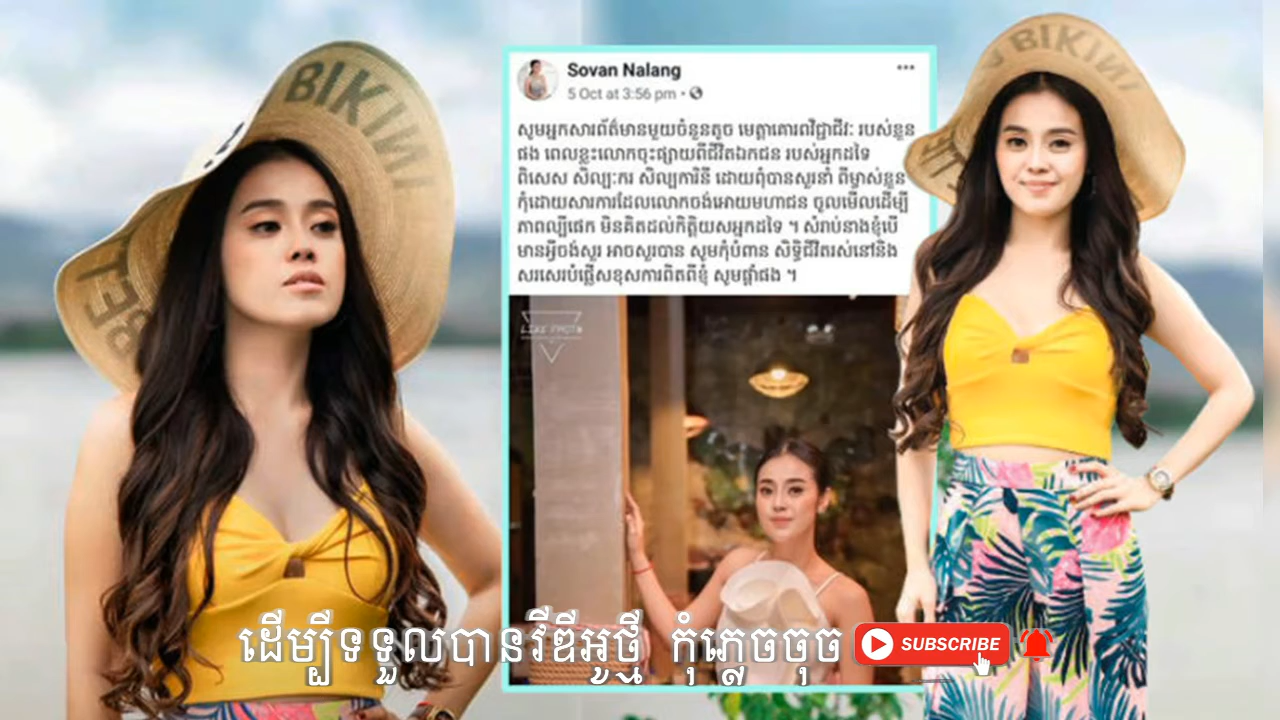 BIKINI
BIKINI
Sovan Nalang
5 Oct at 3:56 pm
សូមអ្នកសារព័ត៌មានមួយចំនួនតូច មេត្តាគោរពវិជ្ជាជីវៈ របស់ខ្លួន
ផង ពេលខ្លះលោកចុះផ្សាយពីជីវិតឯកជន របស់អ្នកដទៃ
ពិសេស សិល្បៈករ សិល្បការិនី ដោយពុំបានសួរនាំ ពីម្ចាស់ខ្លួន
កុំដោយសារការដែលលោកចង់អោយមហាជន ចូលមើលដើម្បី
ភាពល្បីផេក មិនគិតដល់កិត្តិយសអ្នកដទៃ ។ សំរាប់នាងខ្ញុំបើ
មានអ្វីចង់សួរ អាចសួរបាន សូមកុំបំពាន សិទ្ធិជីវិតរស់នៅនិង
សរសេរបំផ្លើសខុសការពិតពីខ្ញុំ សូមផ្តាំផង ។
LIKE PHOTO
ដើម្បីទទួលបានវីឌីអូថ្មី កុំភ្លេចចុច
SUBSCRIBE